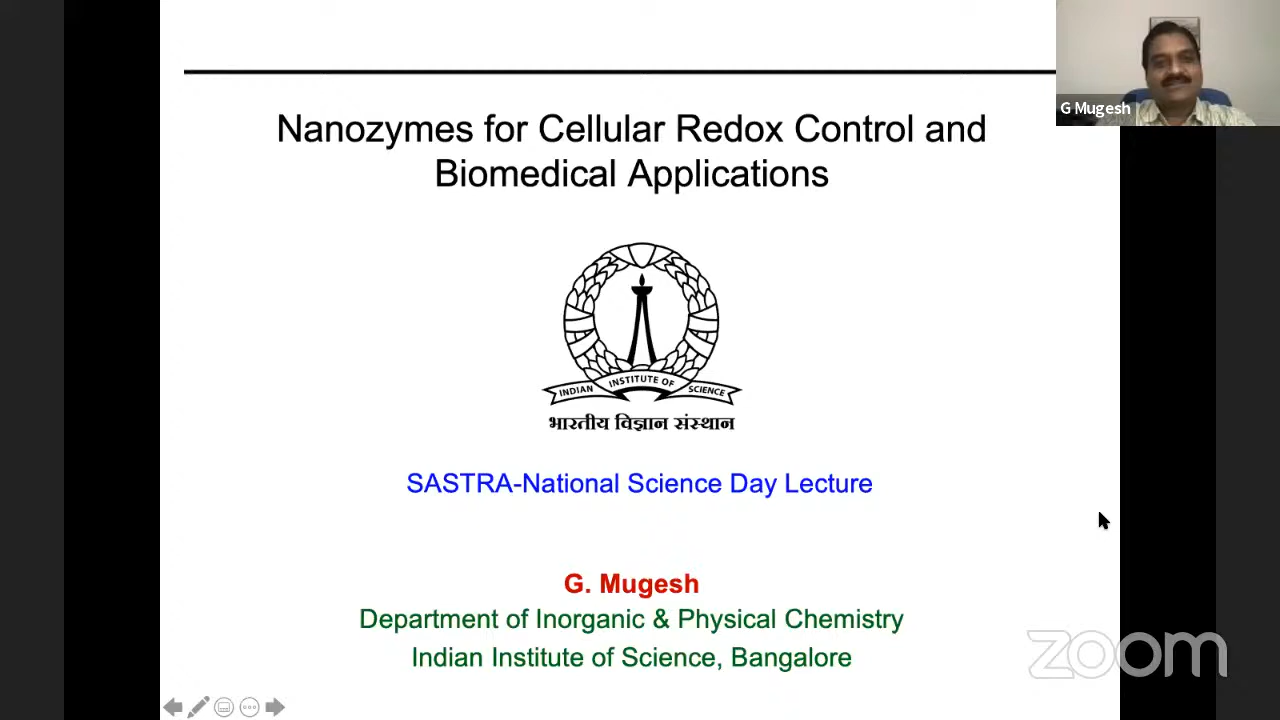 G Mugesh
Nanozymes for Cellular Redox Control and
Biomedical Applications
INDIAN INSTITUTE OF SCIENCE
भारतीय विज्ञान संस्थान
SASTRA-National Science Day Lecture
G. Mugesh
Department of Inorganic & Physical Chemistry
Indian Institute of Science, Bangalore
zoom